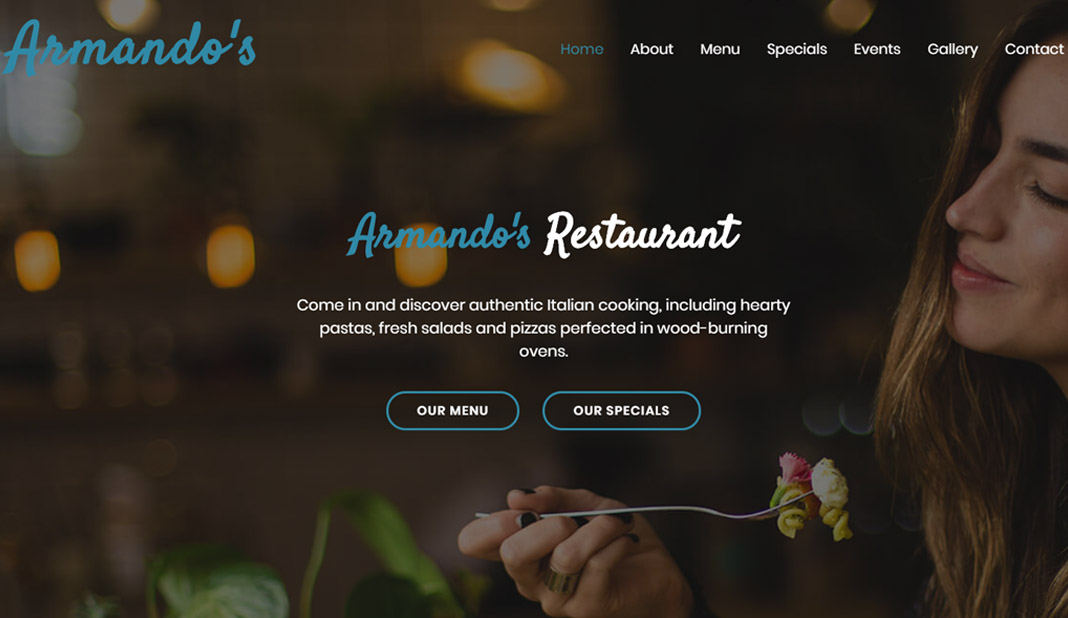 Armando's
Home About Menu Specials Events Gallery Contact
Armando's Restaurant
Come in and discover authentic Italian cooking, including hearty
pastas, fresh salads and pizzas perfected in wood-burning
ovens.
OUR MENU OUR SPECIALS